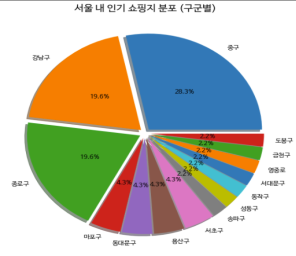 서울 내 인기 쇼핑지 분포 (구군별)
중구
강남구
28.3%
19.6%
종로구
19.6%
마포구
4.3%
동대문구
4.3%
용산구
4.3%
서초구
4.3%
송파구
2.2%
성동구
2.2%
동작구
2.2%
서대문구
2.2%
2.2%
금천구
2.2%
도봉구
2.2%